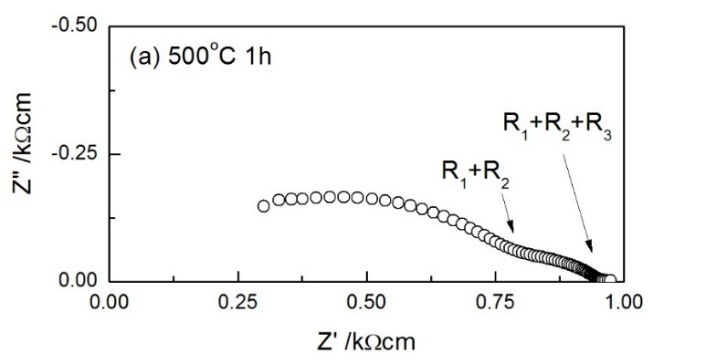 -0.50
(a) 500°C 1h
R₁+R₂+R₃
-0.25
R₁+R₂
Z" /kΩcm
0.00
0.00 0.25 0.50 0.75 1.00
Z' /kΩcm